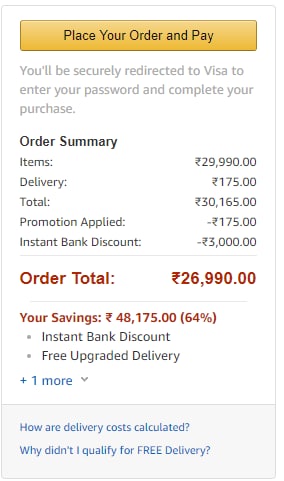 Place Your Order and Pay
You'll be securely redirected to Visa to
enter your password and complete your
purchase.
Order Summary
Items: ₹29,990.00
Delivery: ₹175.00
Total: ₹30,165.00
Promotion Applied: -₹175.00
Instant Bank Discount: -₹3,000.00
Order Total: ₹26,990.00
Your Savings: ₹ 48,175.00 (64%)
• Instant Bank Discount
• Free Upgraded Delivery
+ 1 more
How are delivery costs calculated?
Why didn't I qualify for FREE Delivery?